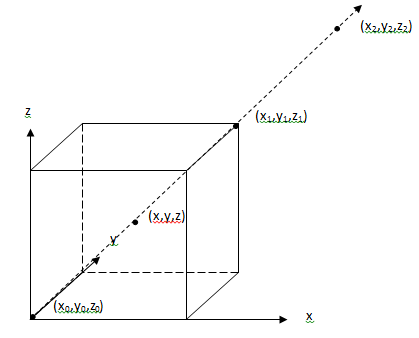 (x₂,y₂,z₂)
(x₁,y₁,z₁)
z
(x,y,z)
y
(x₀,y₀,z₀)
x